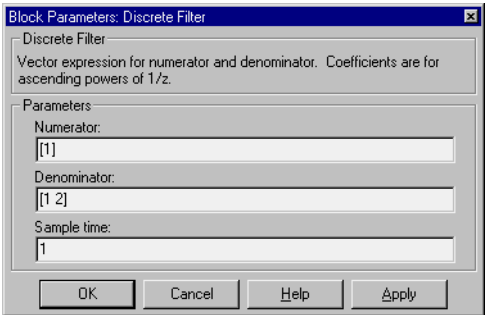 Block Parameters: Discrete Filter
Discrete Filter
Vector expression for numerator and denominator. Coefficients are for
ascending powers of 1/z.
Parameters
Numerator:
[1]
Denominator:
[1 2]
Sample time:
1
OK Cancel Help Apply